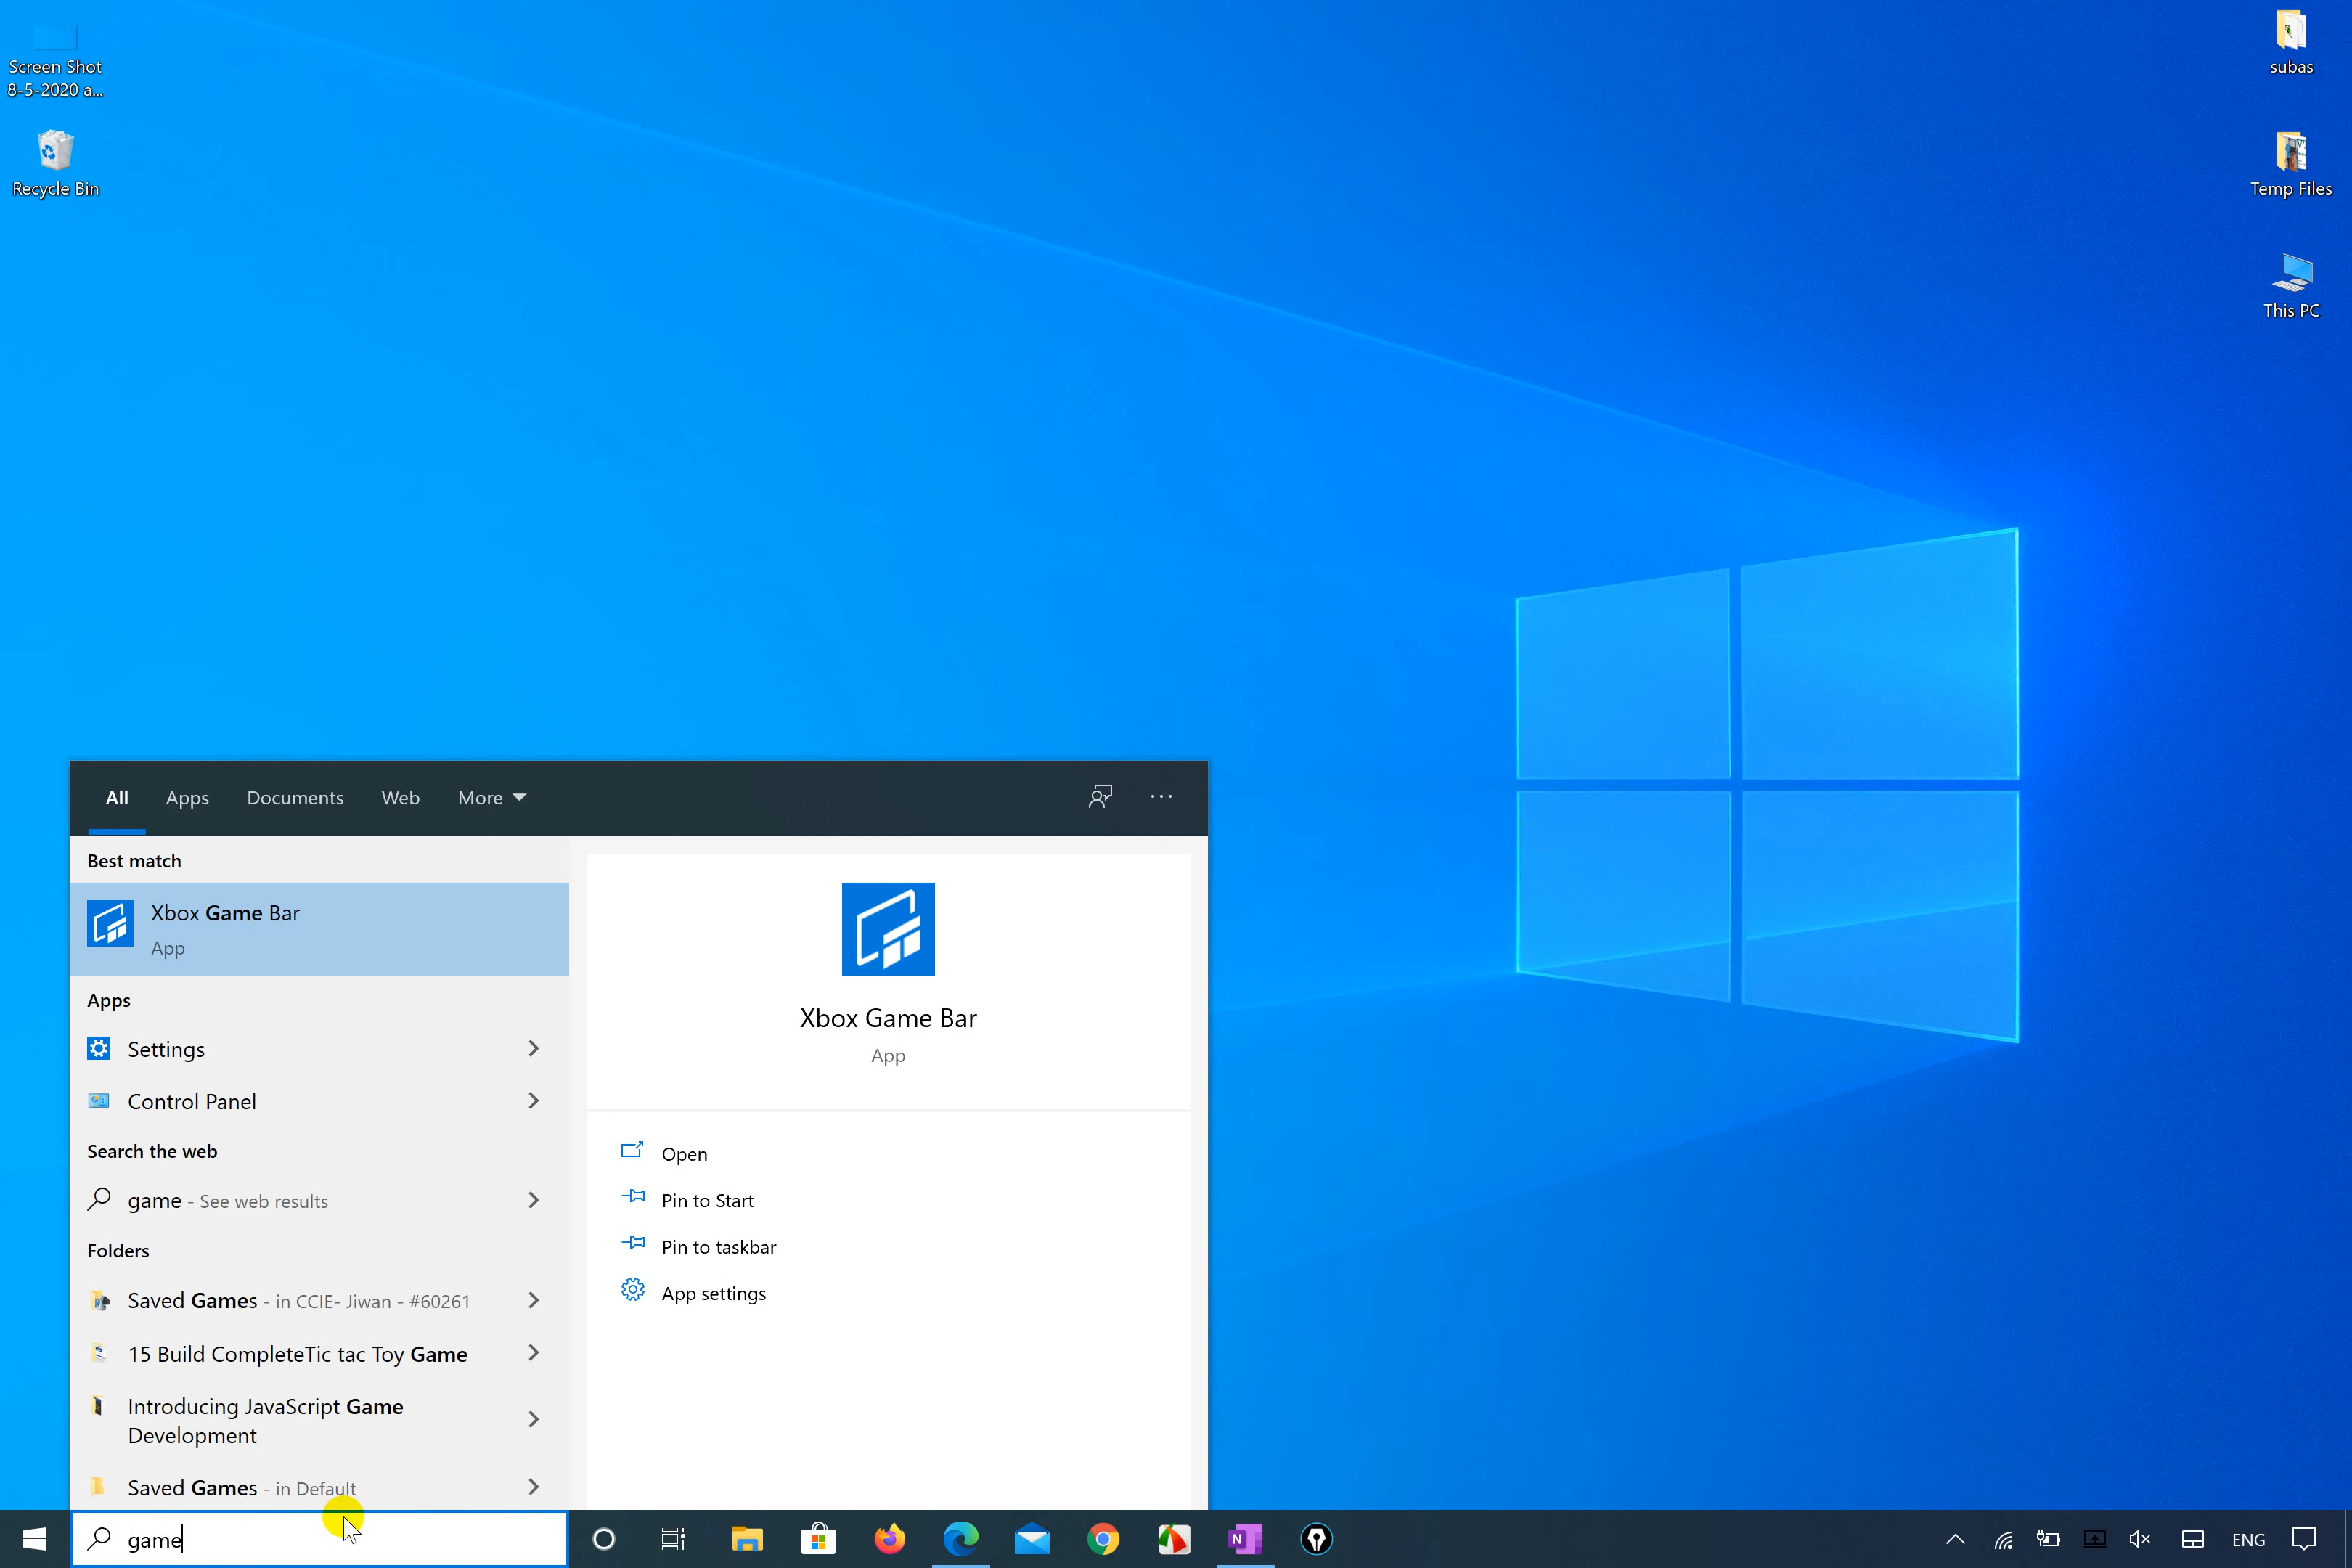 Screen Shot
8-5-2020 a...
Recycle Bin
subas
Temp Files
This PC
All Apps Documents Web More
Best match
Xbox Game Bar
App
Apps
Settings
Control Panel
Search the web
game - See web results
Folders
Saved Games - in CCIE- Jiwan - #60261
15 Build CompleteTic tac Toy Game
Introducing JavaScript Game
Development
Saved Games - in Default
Xbox Game Bar
App
Open
Pin to Start
Pin to taskbar
App settings
game
N
ENG